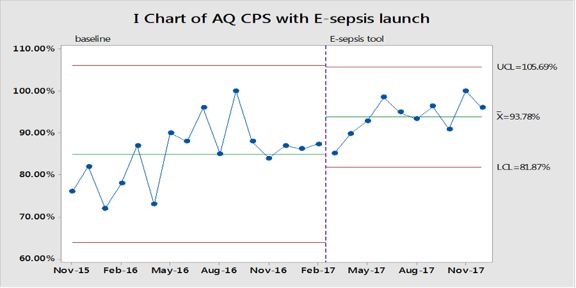 I Chart of AQ CPS with E-sepsis launch
baseline
E-sepsis tool
110.00%
100.00%
90.00%
80.00%
70.00%
60.00%
UCL=105.69%
X̄=93.78%
LCL=81.87%
Nov-15 Feb-16 May-16 Aug-16 Nov-16 Feb-17 May-17 Aug-17 Nov-17